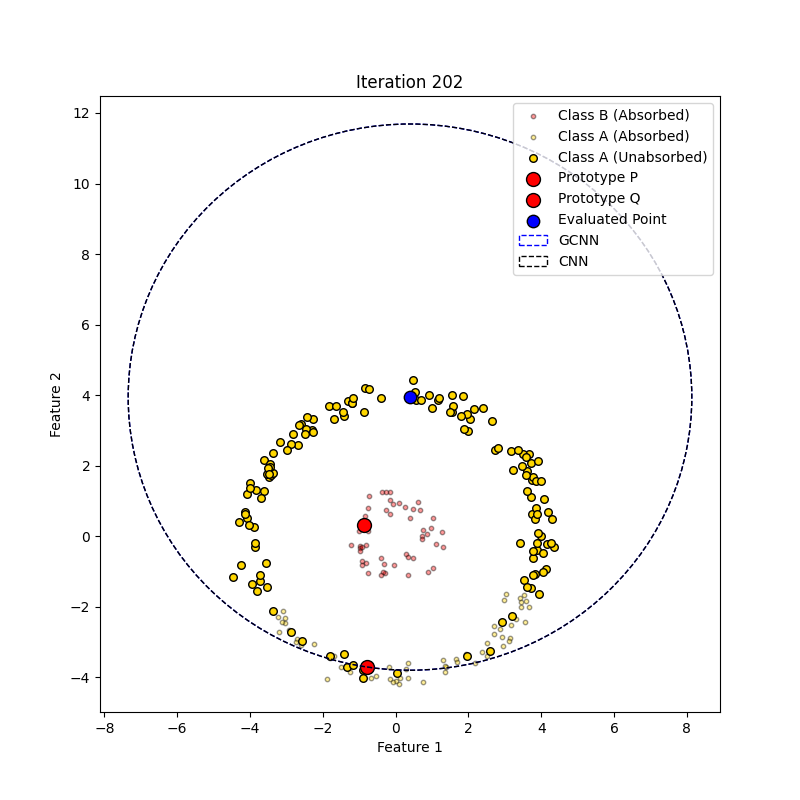 Iteration 202
Class B (Absorbed)
Class A (Absorbed)
Class A (Unabsorbed)
Prototype P
Prototype Q
Evaluated Point
GCNN
CNN
12
10
8
6
4
2
0
−2
−4
Feature 2
−8
−6
−4
−2
0
2
4
6
8
Feature 1